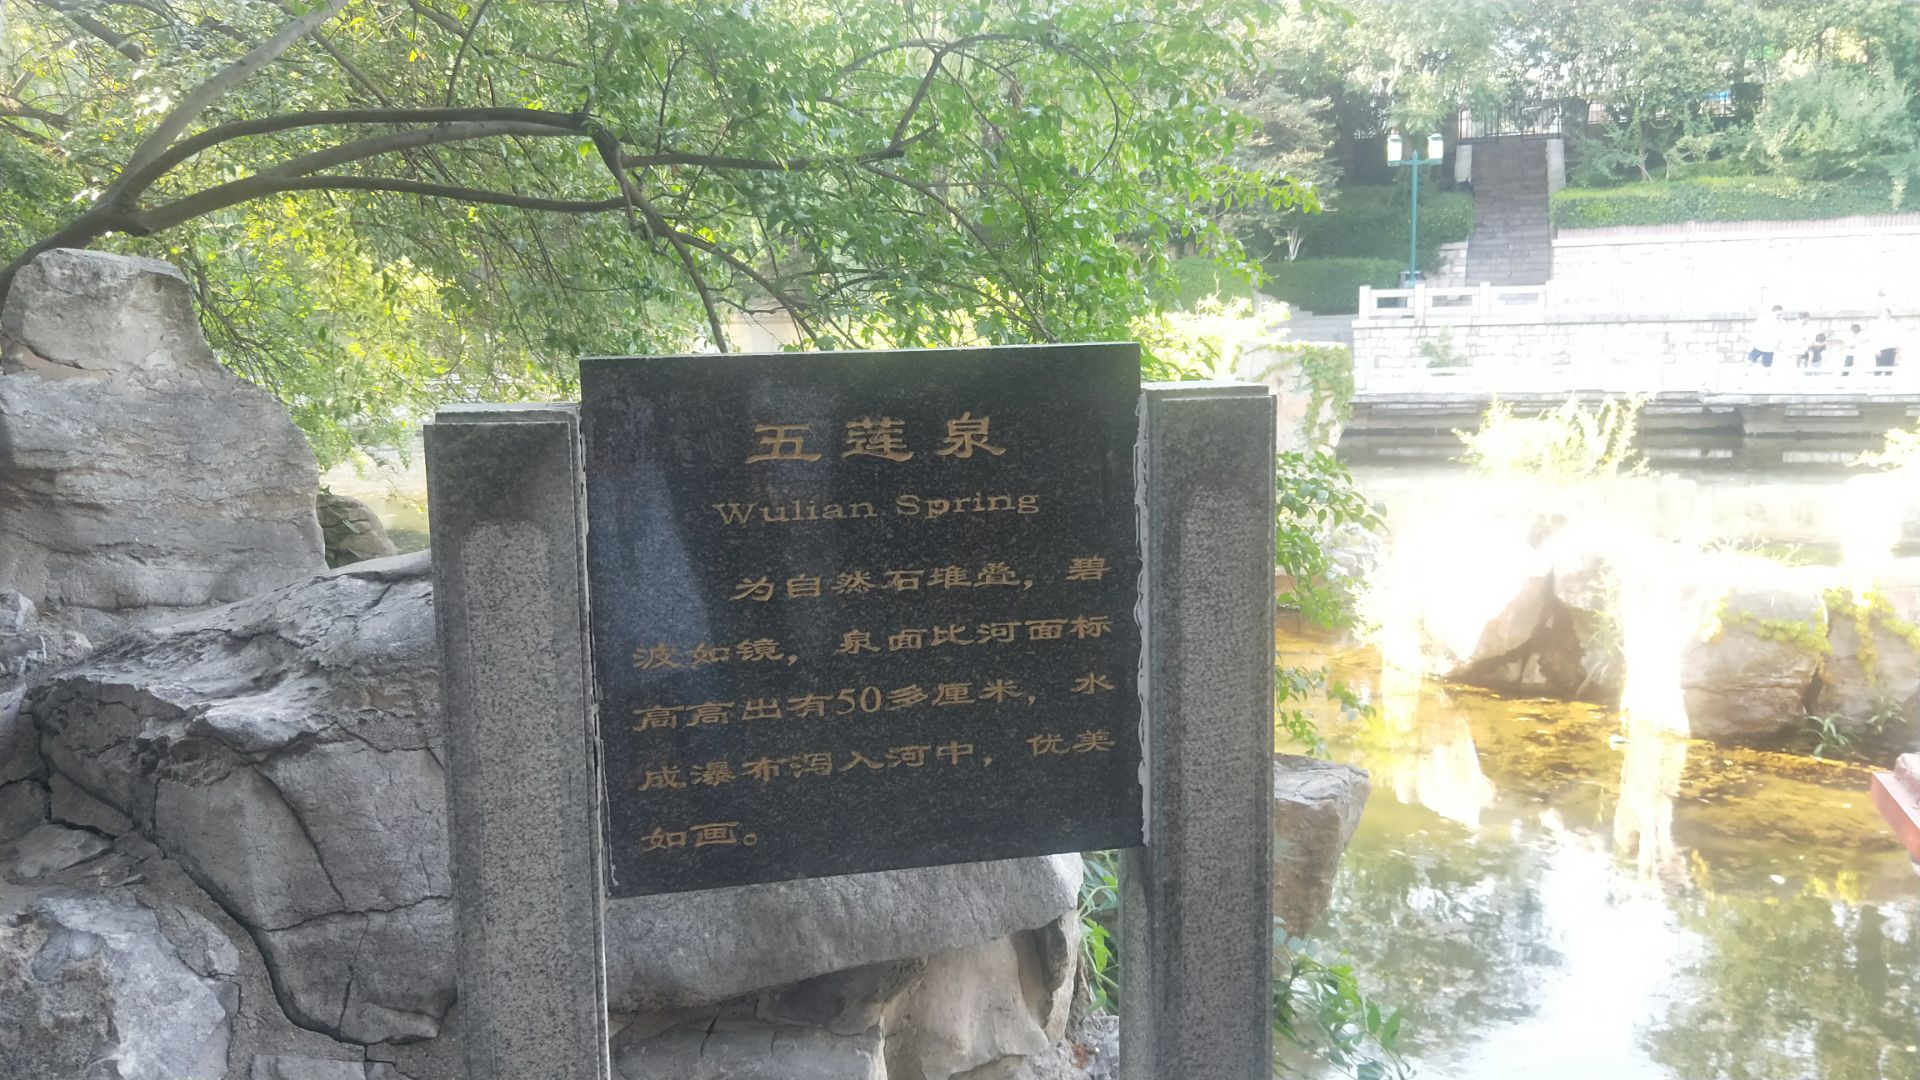 五莲泉
Wulian Spring
为自然石堆叠，碧
波如镜，泉面比河面标
高高出有50多厘米，水
成瀑布泻入河中，优美
如画。